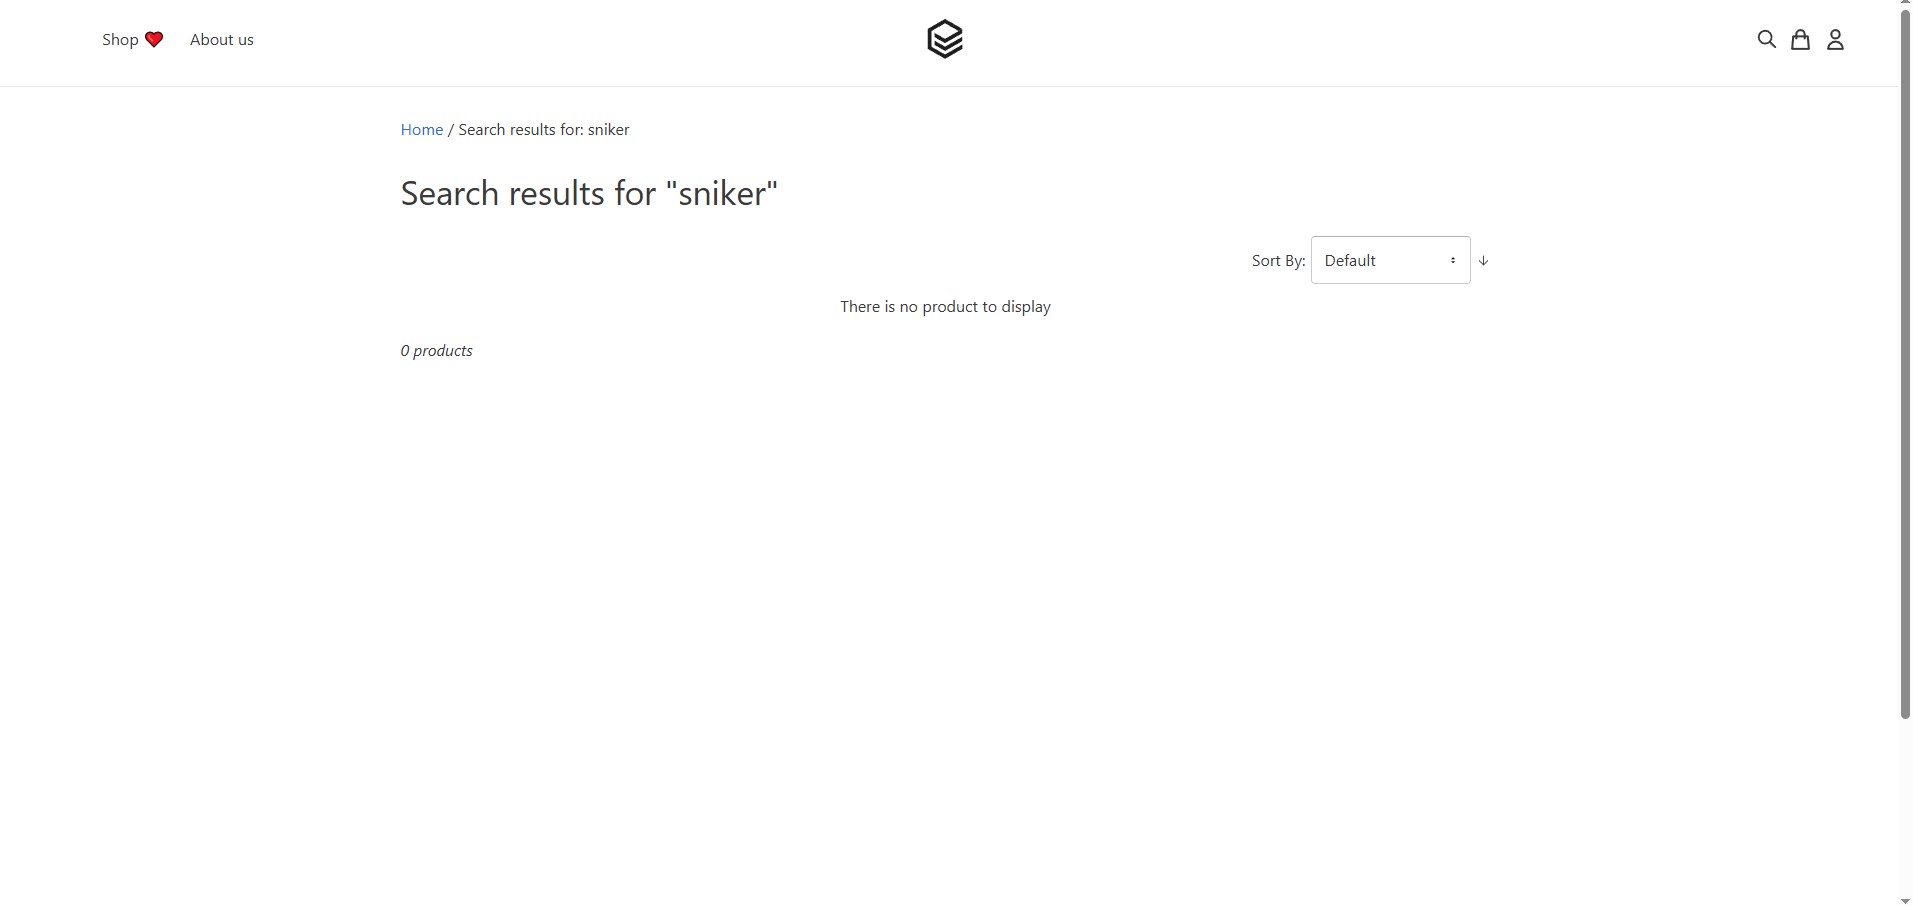 Shop ❤️ About us
Home / Search results for: sniker
Search results for "sniker"
Sort By: Default ↓
There is no product to display
0 products